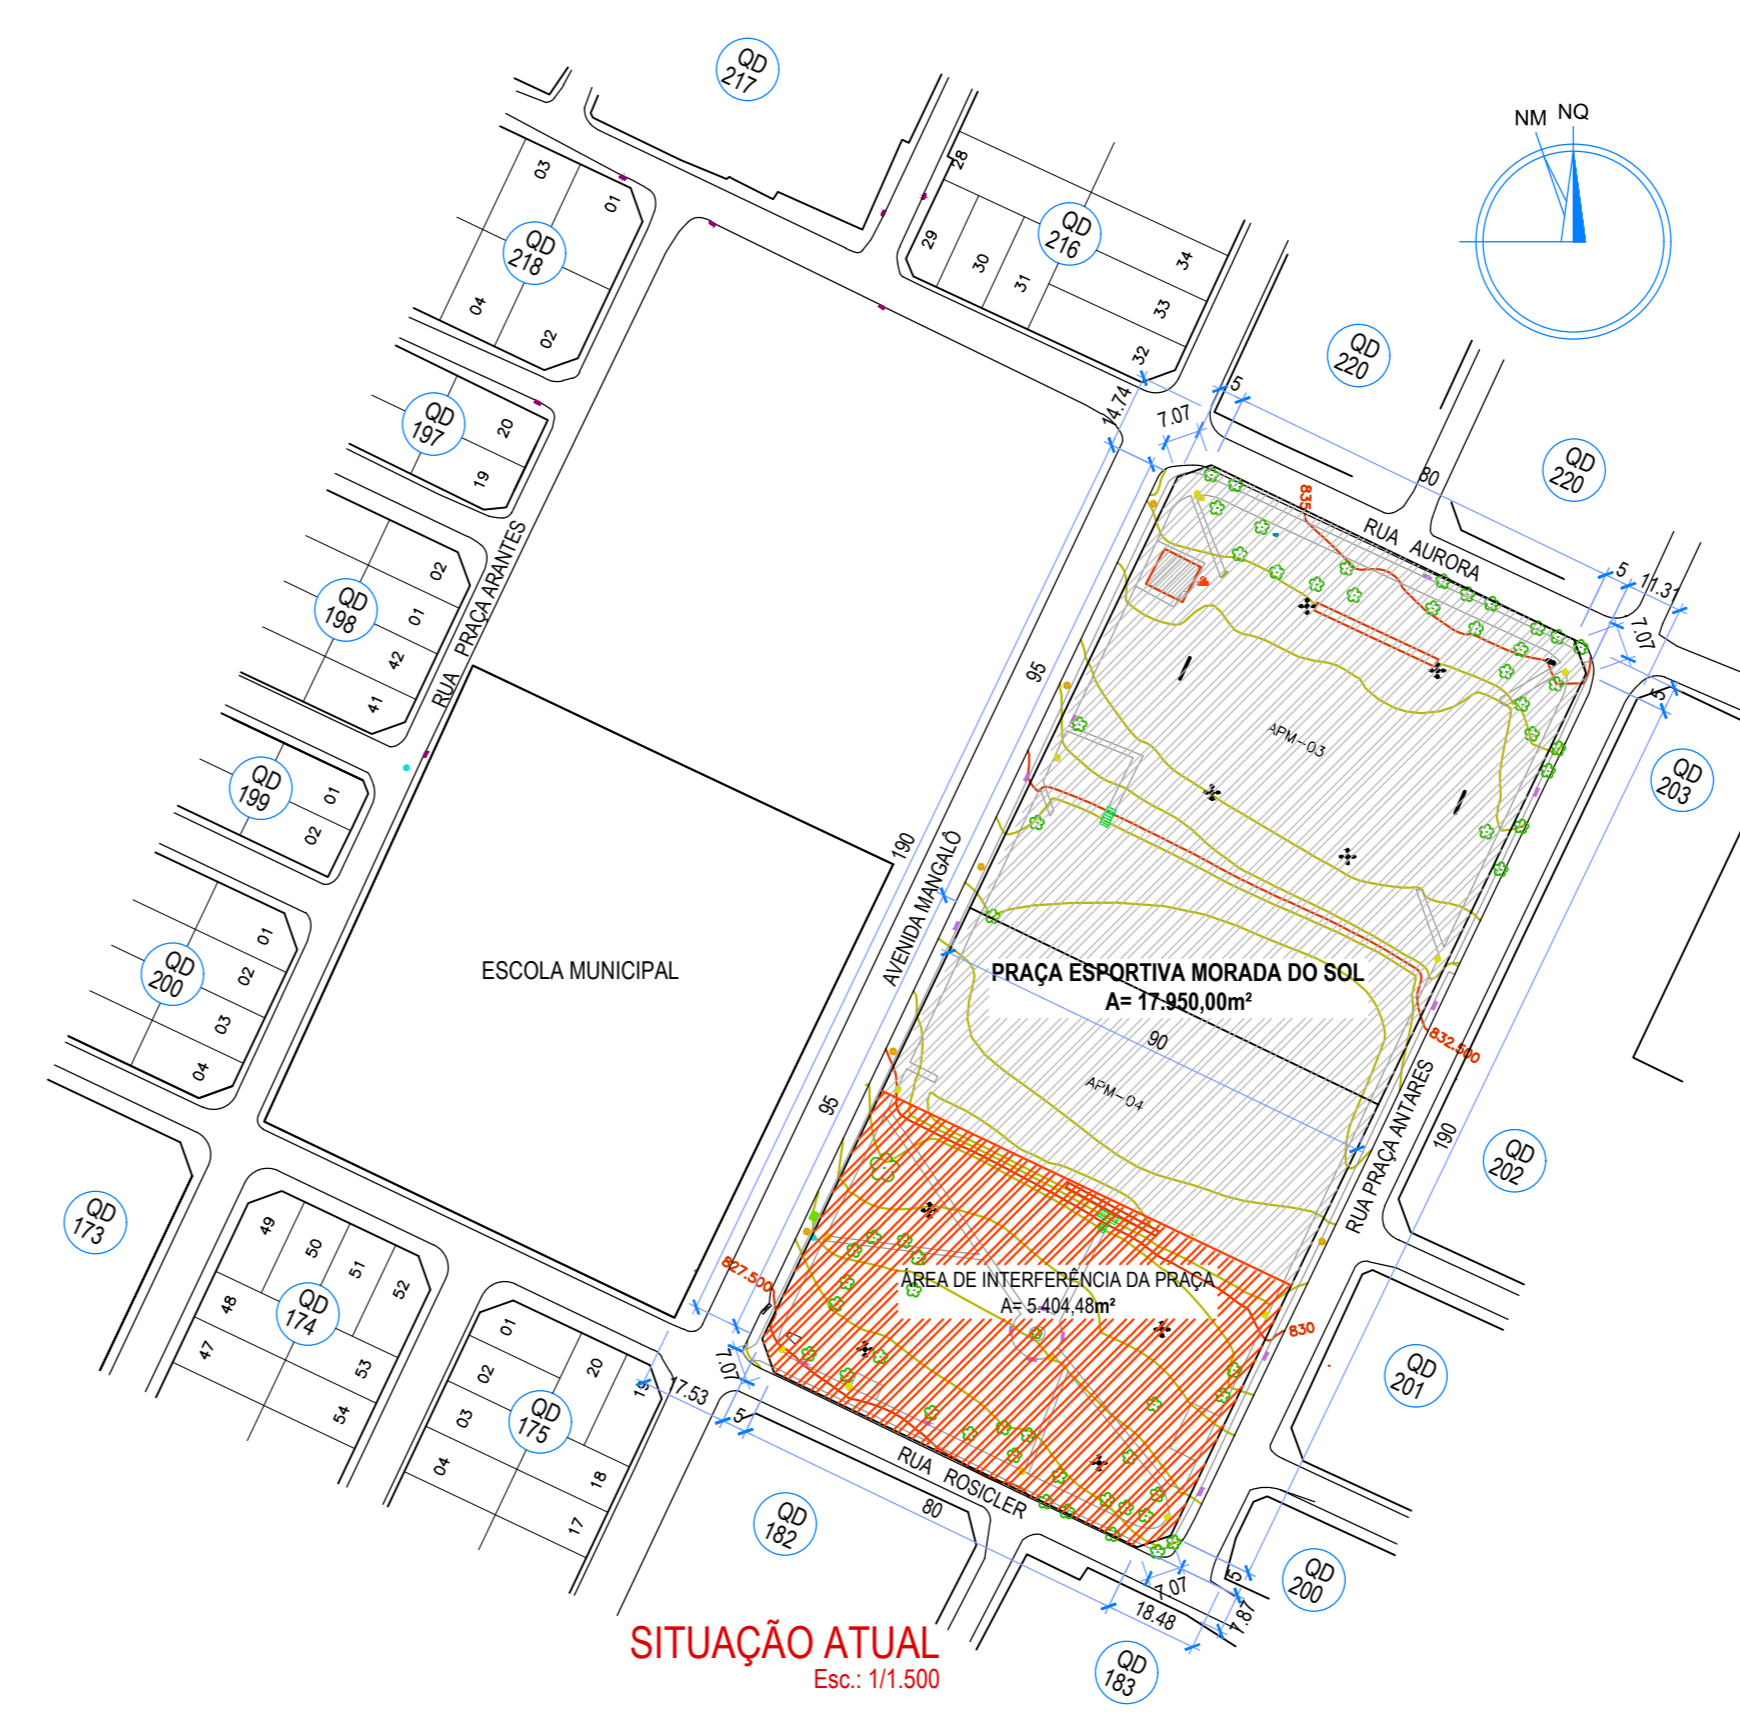 QD
217
NM NQ
03
01
QD
218
04
02
28
QD
216
29
30
31
34
33
32
QD
220
QD
220
QD
197
20
19
14.74
7.07
5
80
835
RUA AURORA
5
11.31
7.07
5
QD
198
02
01
42
41
RUA PRAÇA ARANTES
95
APM-03
QD
203
QD
199
01
02
190
AVENIDA MANGALÔ
QD
200
01
02
03
04
ESCOLA MUNICIPAL
PRAÇA ESPORTIVA MORADA DO SOL
A= 17.950,00m²
90
832.500
APM-04
95
RUA PRAÇA ANTARES
190
QD
202
QD
173
49
50
51
52
QD
174
48
47
53
54
827.500
ÁREA DE INTERFERÊNCIA DA PRAÇA
A= 5.404,48m²
830
QD
201
01
02
03
04
20
19
QD
175
18
17
7.07
17.53
5
RUA ROSICLER
80
QD
182
7.07
5
18.48
1.87
QD
200
QD
183
SITUAÇÃO ATUAL
Esc.: 1/1.500